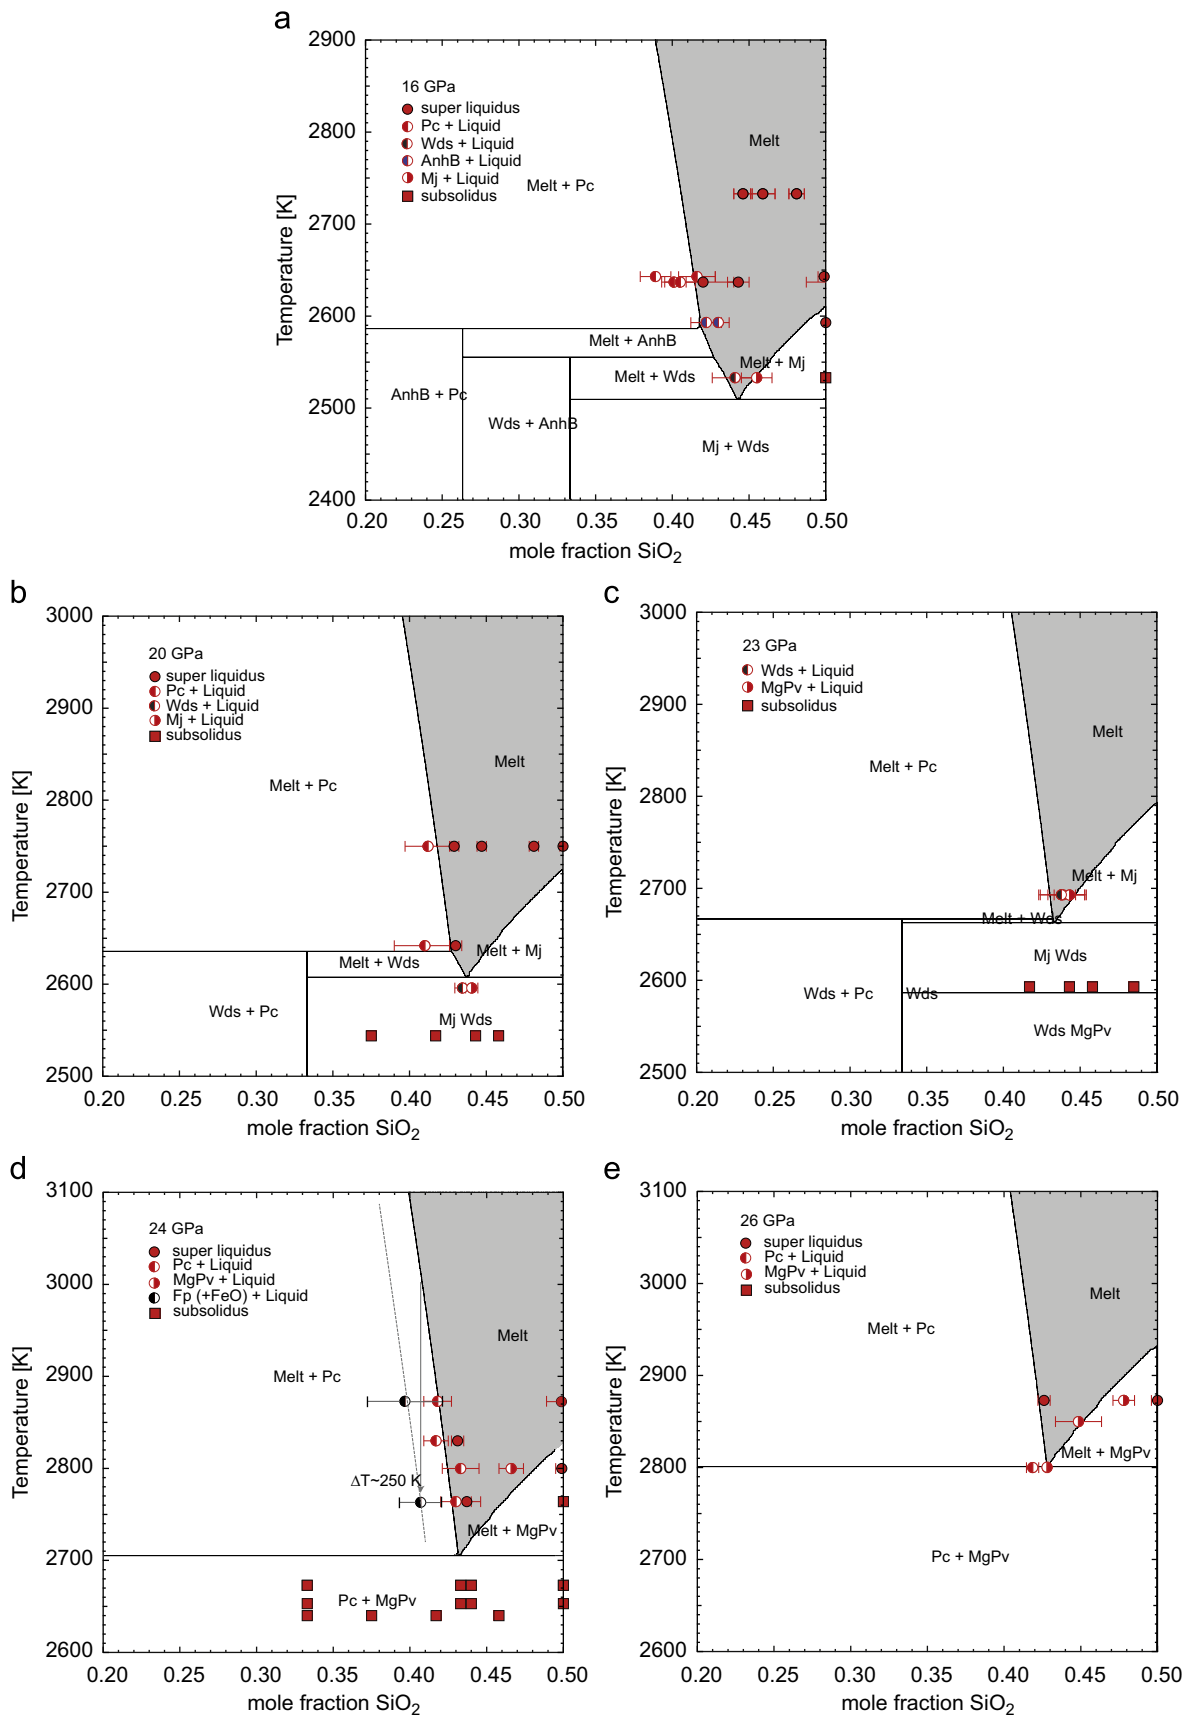 a
2900
2800
2700
2600
2500
2400
Temperature [K]
16 GPa
super liquidus
Pc + Liquid
Wds + Liquid
AnhB + Liquid
Mj + Liquid
subsolidus
Melt
Melt + Pc
Melt + AnhB
Melt + Mj
Melt + Wds
AnhB + Pc
Wds + AnhB
Mj + Wds
0.20 0.25 0.30 0.35 0.40 0.45 0.50
mole fraction SiO2
b
3000
2900
2800
2700
2600
2500
Temperature [K]
20 GPa
super liquidus
Pc + Liquid
Wds + Liquid
Mj + Liquid
subsolidus
Melt
Melt + Pc
Melt + Mj
Melt + Wds
Wds + Pc
Mj Wds
0.20 0.25 0.30 0.35 0.40 0.45 0.50
mole fraction SiO2
c
3000
2900
2800
2700
2600
2500
Temperature [K]
23 GPa
Wds + Liquid
MgPv + Liquid
subsolidus
Melt
Melt + Pc
Melt + Mj
Melt + Wds
Mj Wds
Wds + Pc
Wds
Wds MgPv
0.20 0.25 0.30 0.35 0.40 0.45 0.50
mole fraction SiO2
d
3100
3000
2900
2800
2700
2600
Temperature [K]
24 GPa
super liquidus
Pc + Liquid
MgPv + Liquid
Fp (+FeO) + Liquid
subsolidus
Melt
Melt + Pc
ΔT~250 K
Melt + MgPv
Pc + MgPv
0.20 0.25 0.30 0.35 0.40 0.45 0.50
mole fraction SiO2
e
3100
3000
2900
2800
2700
2600
Temperature [K]
26 GPa
super liquidus
Pc + Liquid
MgPv + Liquid
subsolidus
Melt
Melt + Pc
Melt + MgPv
Pc + MgPv
0.20 0.25 0.30 0.35 0.40 0.45 0.50
mole fraction SiO2